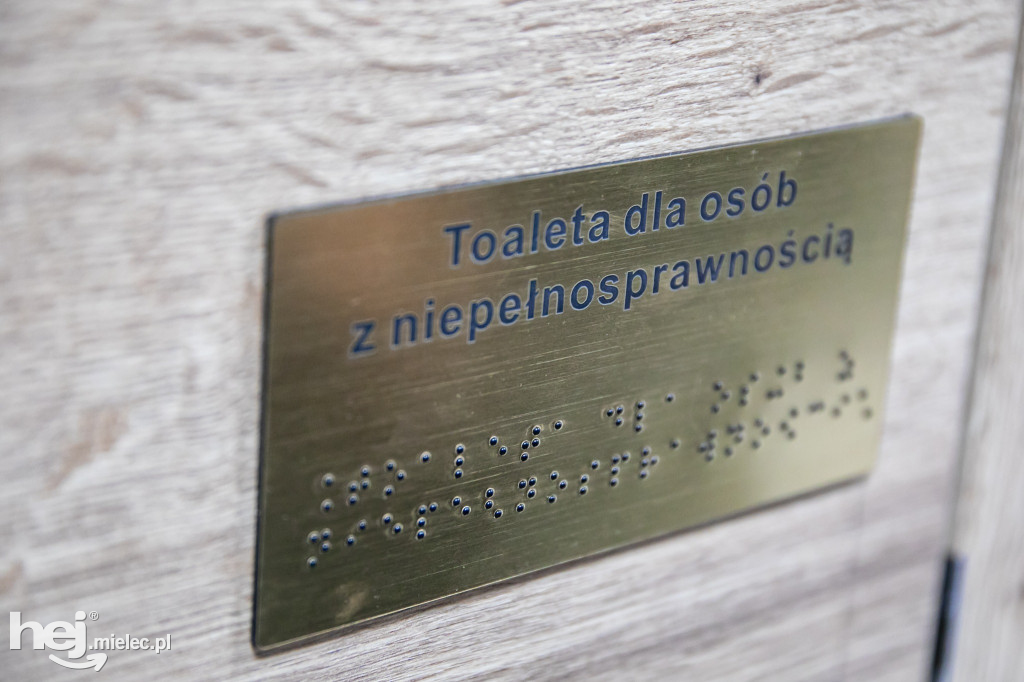 Toaleta dla osób
z niepełnosprawnością
hej®.mielec.pl